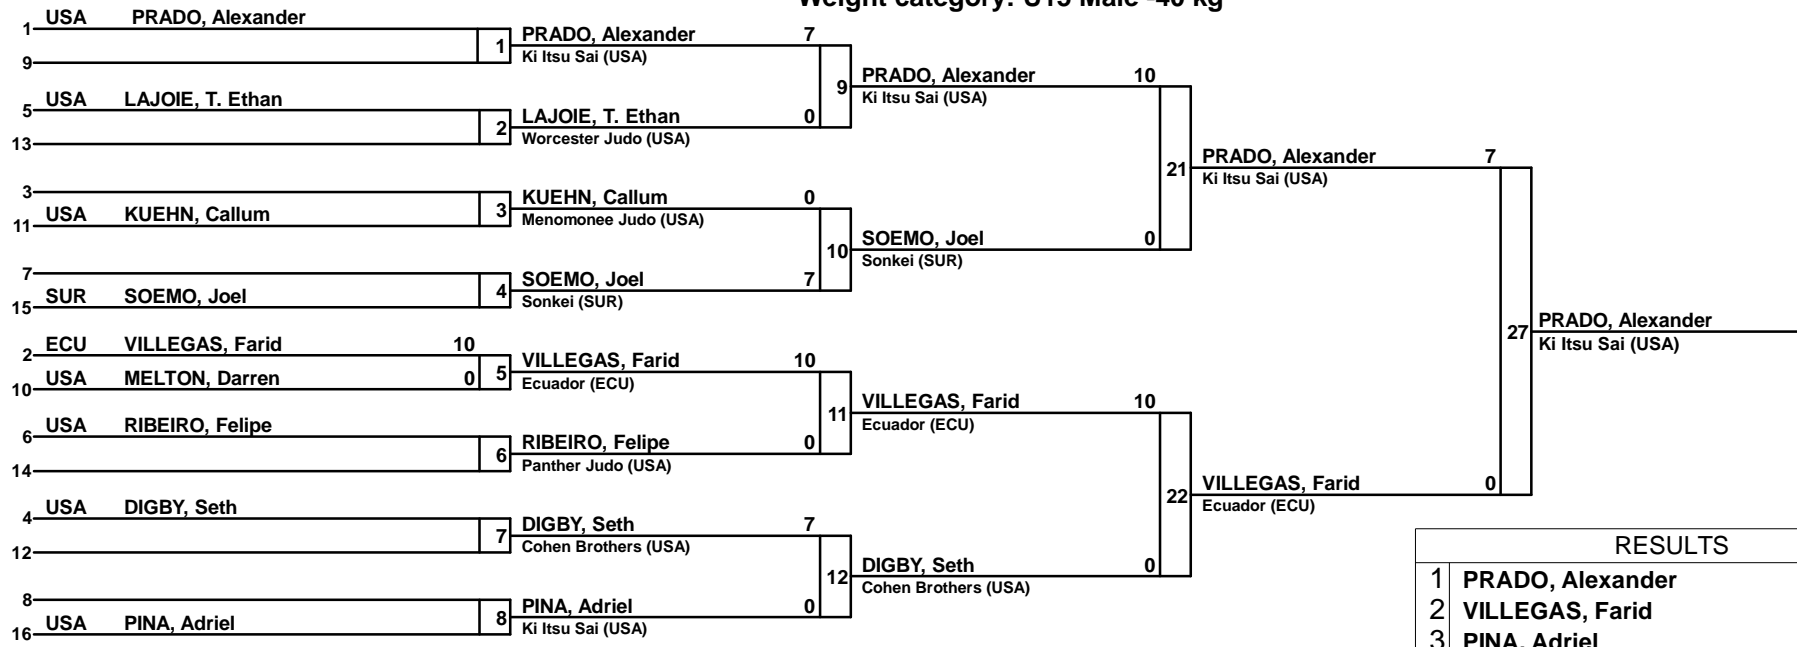 Weight category: U15 Male -40 kg
1 USA PRADO, Alexander
9
1 PRADO, Alexander 7
Ki Itsu Sai (USA)
5 USA LAJOIE, T. Ethan
13
2 LAJOIE, T. Ethan 0
Worcester Judo (USA)
9 PRADO, Alexander 10
Ki Itsu Sai (USA)
3
11 USA KUEHN, Callum
3 KUEHN, Callum 0
Menomonee Judo (USA)
7
15 SUR SOEMO, Joel
4 SOEMO, Joel 7
Sonkei (SUR)
10 SOEMO, Joel 0
Sonkei (SUR)
21 PRADO, Alexander 7
Ki Itsu Sai (USA)
2 ECU VILLEGAS, Farid 10
10 USA MELTON, Darren 0
5 VILLEGAS, Farid 10
Ecuador (ECU)
6 USA RIBEIRO, Felipe
14
6 RIBEIRO, Felipe 0
Panther Judo (USA)
11 VILLEGAS, Farid 10
Ecuador (ECU)
4 USA DIGBY, Seth
12
7 DIGBY, Seth 7
Cohen Brothers (USA)
8
16 USA PINA, Adriel
8 PINA, Adriel 0
Ki Itsu Sai (USA)
12 DIGBY, Seth 0
Cohen Brothers (USA)
22 VILLEGAS, Farid 0
Ecuador (ECU)
27 PRADO, Alexander
Ki Itsu Sai (USA)
RESULTS
1 PRADO, Alexander
2 VILLEGAS, Farid
3 PINA, Adriel